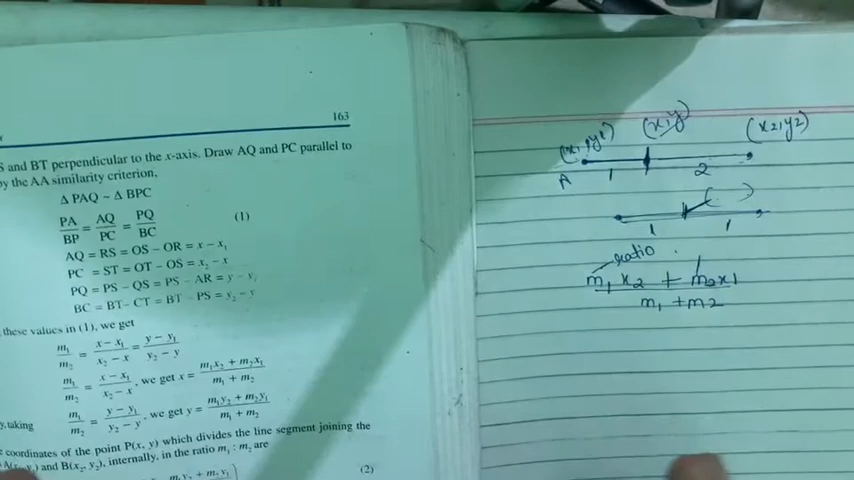 163
S and BT perpendicular to the x-axis. Draw AQ and PC parallel to
by the AA similarity criterion,
Δ PAQ ~ Δ BPC
PA/BP = AQ/PC = PQ/BC (1)
AQ = RS = OS – OR = x – x₁
PC = ST = OT – OS = x₂ – x
PQ = PS – QS = PS – AR = y – y₁
BC = BT – CT = BT – PS = y₂ – y
these values in (1), we get
m₁/m₂ = (x – x₁)/(x₂ – x) = (y – y₁)/(y₂ – y)
m₁/m₂ = (x – x₁)/(x₂ – x), we get x = (m₁x₂ + m₂x₁)/(m₁ + m₂)
taking m₁/m₂ = (y – y₁)/(y₂ – y), we get y = (m₁y₂ + m₂y₁)/(m₁ + m₂)
coordinates of the point P(x, y) which divides the line segment joining the
A(x₁, y₁) and B(x₂, y₂), internally, in the ratio m₁ : m₂ are
(2)
(x₁, y₁) (x, y) (x₂, y₂)
A 1 2
( )
1 1
ratio
(m₁ x₂ + m₂x₁)/(m₁ + m₂)